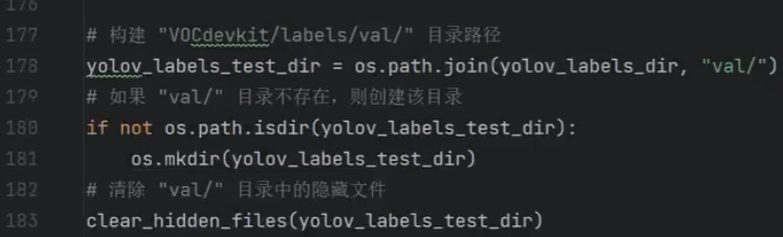 176
177 # 构建 "VOCdevkit/labels/val/" 目录路径
178 yolov_labels_test_dir = os.path.join(yolov_labels_dir, "val/")
179 # 如果 "val/" 目录不存在，则创建该目录
180 if not os.path.isdir(yolov_labels_test_dir):
181     os.mkdir(yolov_labels_test_dir)
182 # 清除 "val/" 目录中的隐藏文件
183 clear_hidden_files(yolov_labels_test_dir)